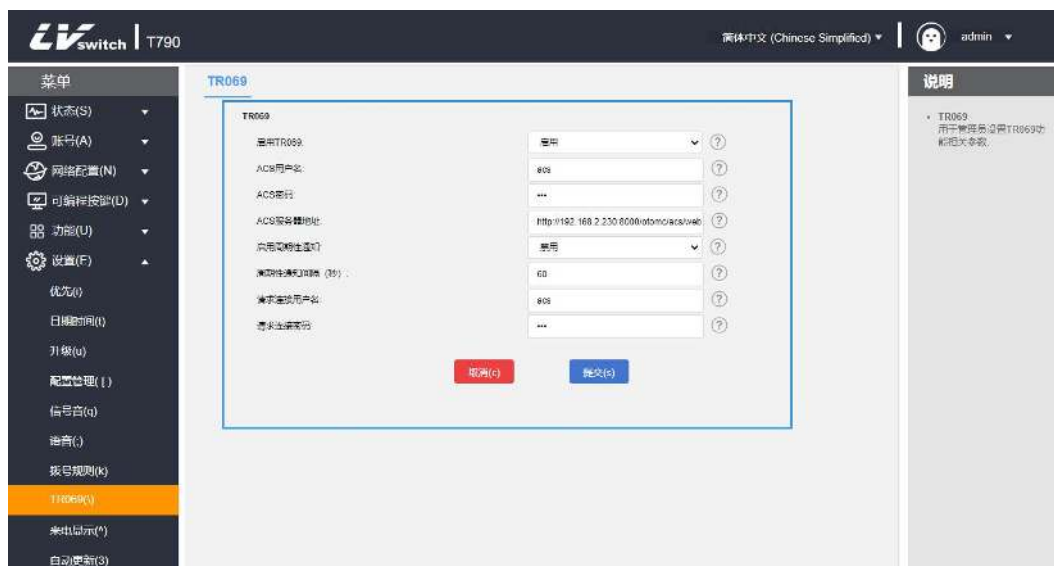 LVswitch T790
简体中文 (Chinese Simplified)
admin
菜单
状态(S)
账号(A)
网络配置(N)
可编程按键(D)
功能(U)
设置(F)
优先(i)
日期时间(t)
升级(u)
配置管理([)
信号音(q)
语音(;)
拨号规则(k)
TR069(\)
来电显示(^)
自动更新(3)
TR069
TR069
启用TR069:
启用
ACS用户名:
acs
ACS密码:
•••
ACS服务器地址:
http://192.168.2.230:8000/otomo/acs/web
启用周期性通知:
禁用
周期性通知间隔（秒）:
60
请求连接用户名:
acs
请求连接密码:
•••
取消(c)
提交(s)
说明
TR069
用于管理员设置TR069功
能相关参数.